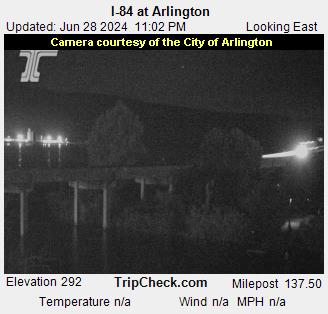 I-84 at Arlington
Updated: Jun 28 2024 11:02 PM Looking East
Camera courtesy of the City of Arlington
Elevation 292 TripCheck.com Milepost 137.50
Temperature n/a Wind n/a MPH n/a